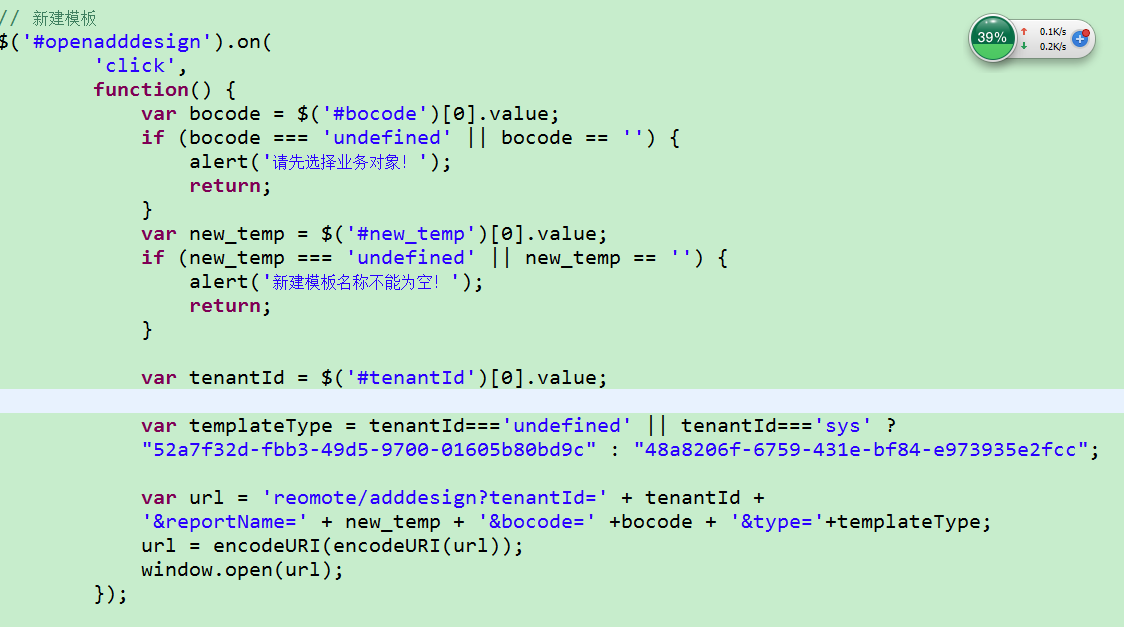 // 新建模板
$('#openadddesign').on(
'click',
function() {
var bocode = $('#bocode')[0].value;
if (bocode === 'undefined' || bocode == '') {
alert('请先选择业务对象！');
return;
}
var new_temp = $('#new_temp')[0].value;
if (new_temp === 'undefined' || new_temp == '') {
alert('新建模板名称不能为空！');
return;
}
var tenantId = $('#tenantId')[0].value;
var templateType = tenantId==='undefined' || tenantId==='sys' ?
"52a7f32d-fbb3-49d5-9700-01605b80bd9c" : "48a8206f-6759-431e-bf84-e973935e2fcc";
var url = 'reomote/adddesign?tenantId=' + tenantId +
'&reportName=' + new_temp + '&bocode=' +bocode + '&type='+templateType;
url = encodeURI(encodeURI(url));
window.open(url);
});
39%
↑ 0.1K/s
↓ 0.2K/s
+